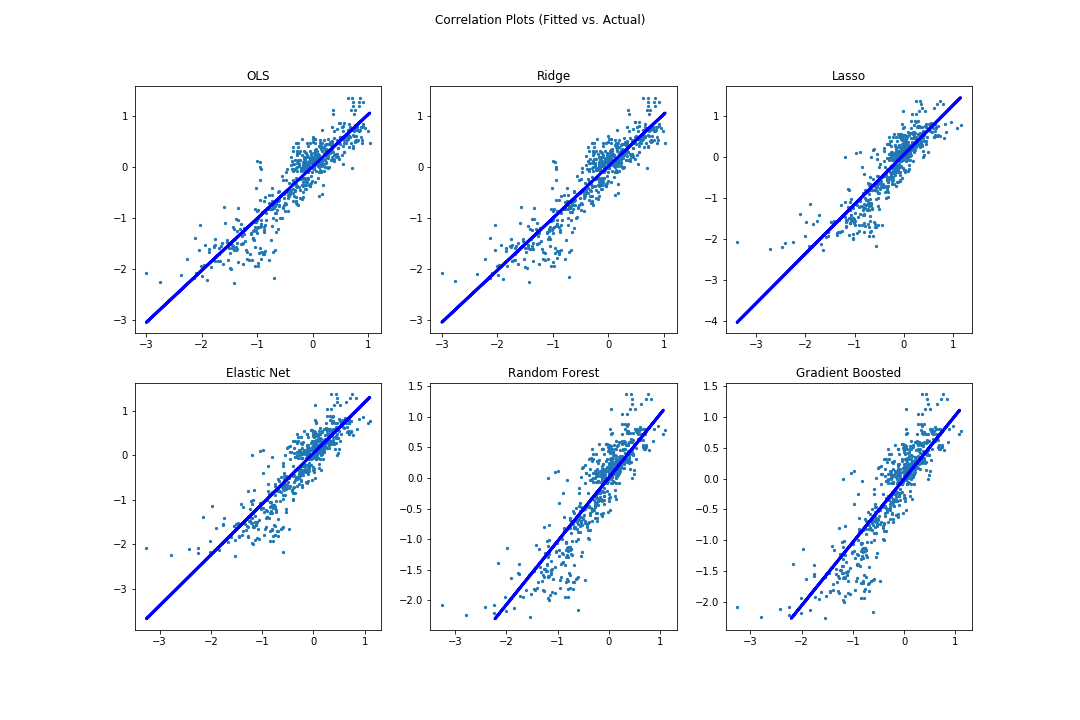 Correlation Plots (Fitted vs. Actual)
OLS
1
0
−1
−2
−3
−3 −2 −1 0 1
Ridge
1
0
−1
−2
−3
−3 −2 −1 0 1
Lasso
1
0
−1
−2
−3
−4
−3 −2 −1 0 1
Elastic Net
1
0
−1
−2
−3
−3 −2 −1 0 1
Random Forest
1.5
1.0
0.5
0.0
−0.5
−1.0
−1.5
−2.0
−3 −2 −1 0 1
Gradient Boosted
1.5
1.0
0.5
0.0
−0.5
−1.0
−1.5
−2.0
−3 −2 −1 0 1